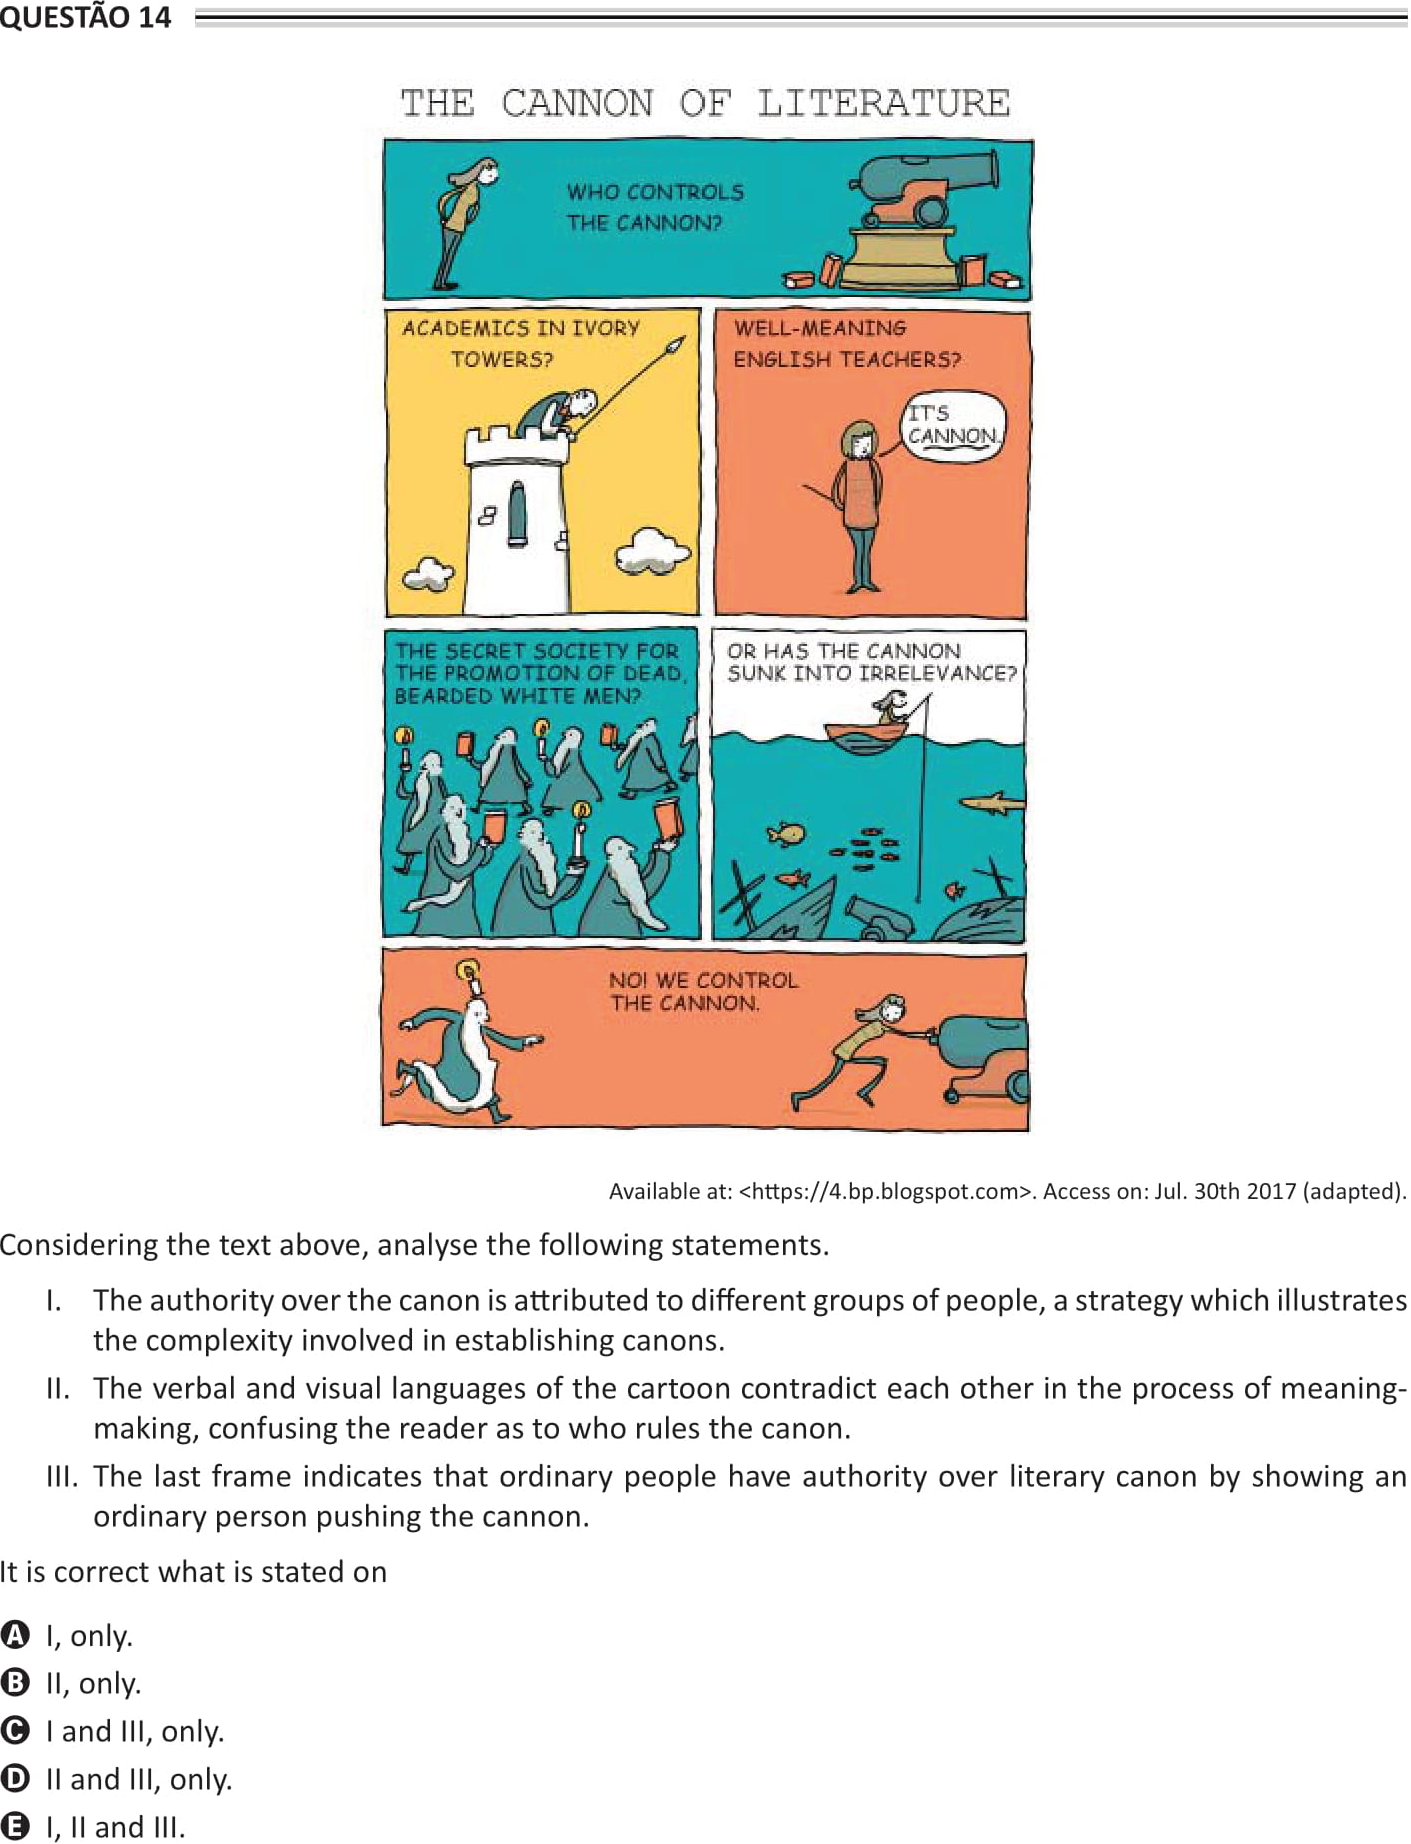 QUESTÃO 14
THE CANNON OF LITERATURE
WHO CONTROLS
THE CANNON?
ACADEMICS IN IVORY
TOWERS?
WELL-MEANING
ENGLISH TEACHERS?
IT'S
CANNON.
THE SECRET SOCIETY FOR
THE PROMOTION OF DEAD,
BEARDED WHITE MEN?
OR HAS THE CANNON
SUNK INTO IRRELEVANCE?
NO! WE CONTROL
THE CANNON.
Available at: <https://4.bp.blogspot.com>. Access on: Jul. 30th 2017 (adapted).
Considering the text above, analyse the following statements.
I. The authority over the canon is attributed to different groups of people, a strategy which illustrates
the complexity involved in establishing canons.
II. The verbal and visual languages of the cartoon contradict each other in the process of meaning-
making, confusing the reader as to who rules the canon.
III. The last frame indicates that ordinary people have authority over literary canon by showing an
ordinary person pushing the cannon.
It is correct what is stated on
A I, only.
B II, only.
C I and III, only.
D II and III, only.
E I, II and III.